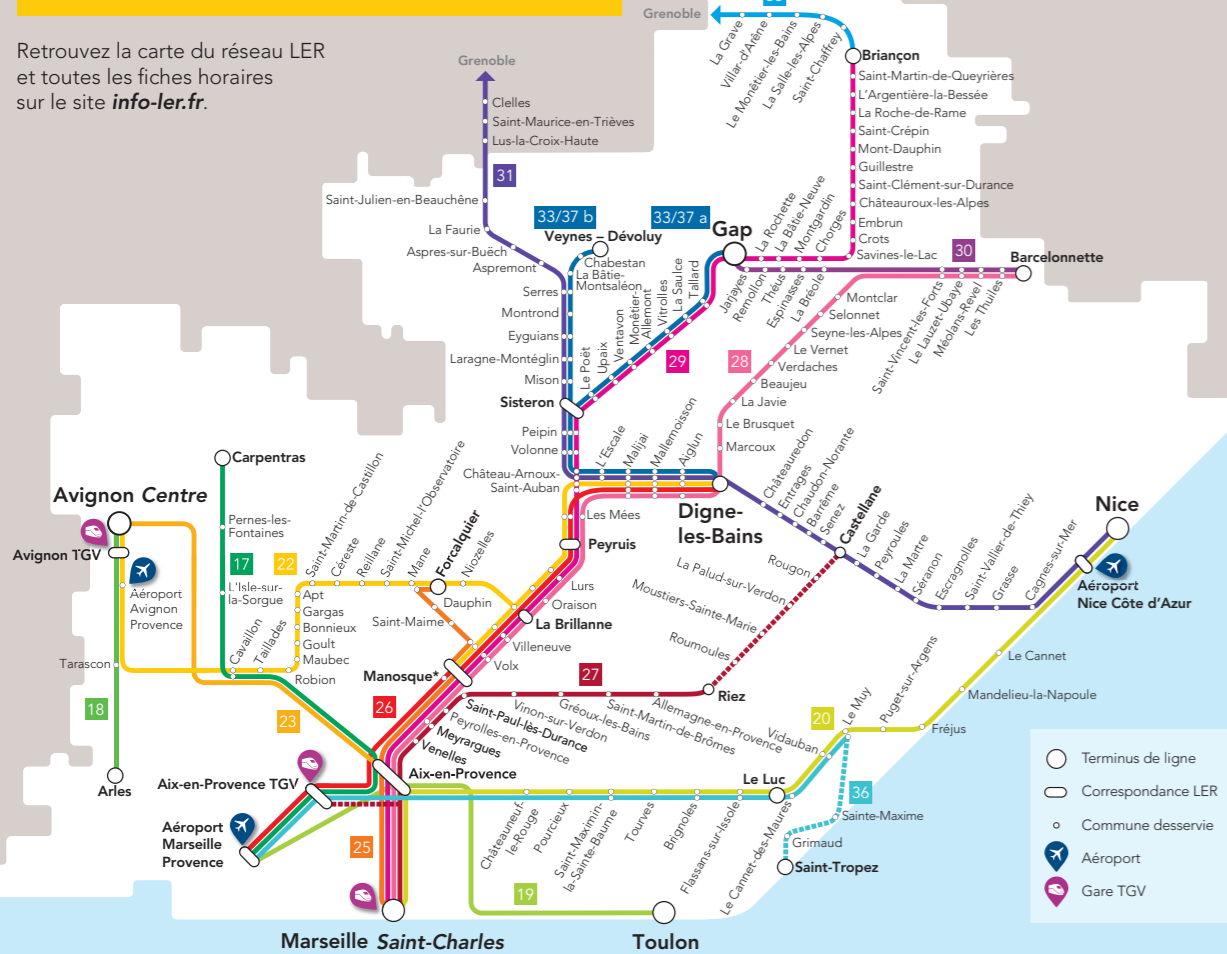 Retrouvez la carte du réseau LER
et toutes les fiches horaires
sur le site info-ler.fr.
Grenoble
La Grave
Villar-d'Arène
Le Monêtier-les-Bains
La Salle-les-Alpes
Saint-Chaffrey
Briançon
Saint-Martin-de-Queyrières
L'Argentière-la-Bessée
La Roche-de-Rame
Saint-Crépin
Mont-Dauphin
Guillestre
Saint-Clément-sur-Durance
Châteauroux-les-Alpes
Embrun
Crots
Savines-le-Lac
Grenoble
Clelles
Saint-Maurice-en-Trièves
Lus-la-Croix-Haute
31
Saint-Julien-en-Beauchêne
La Faurie
Aspres-sur-Buëch
Aspremont
Serres
Montrond
Eyguians
Laragne-Montéglin
Mison
Sisteron
Peipin
Volonne
Château-Arnoux-
Saint-Auban
33/37 b
Veynes – Dévoluy
Chabestan
La Bâtie-
Montsaléon
33/37 a
Gap
La Rochette
La Bâtie-Neuve
Montgardin
Chorges
Le Poët
Upaix
Ventavon
Monêtier-
Allemont
Vitrolles
La Saulce
Tallard
29
30
Barcelonnette
Jarjayes
Remollon
Théus
Espinasses
La Bréole
Saint-Vincent-les-Forts
Le Lauzet-Ubaye
Méolans-Revel
Les Thuiles
28
Montclar
Selonnet
Seyne-les-Alpes
Le Vernet
Verdaches
Beaujeu
La Javie
Le Brusquet
Marcoux
L'Escale
Malijai
Mallemoisson
Aiglun
Digne-
les-Bains
Châteauredon
Entrages
Chaudon-Norante
Barrême
Senez
Castellane
La Garde
Peyroules
La Martre
Séranon
Escragnolles
Saint-Vallier-de-Thiey
Grasse
Cagnes-sur-Mer
Nice
Aéroport
Nice Côte d'Azur
Carpentras
Pernes-les-
Fontaines
17
L'Isle-sur-
la-Sorgue
Avignon Centre
Avignon TGV
Aéroport
Avignon
Provence
Tarascon
18
Arles
22
Cavaillon
Taillades
Robion
Maubec
Goult
Bonnieux
Gargas
Apt
Saint-Martin-de-Castillon
Céreste
Reillane
Saint-Michel-l'Observatoire
Mane
Forcalquier
Niozelles
Dauphin
Saint-Maime
Les Mées
Peyruis
Lurs
Oraison
La Brillanne
Villeneuve
Volx
Manosque*
23
26
27
Saint-Paul-lès-Durance
Peyrolles-en-Provence
Meyrargues
Venelles
Vinon-sur-Verdon
Gréoux-les-Bains
Saint-Martin-de-Brômes
Allemagne-en-Provence
Riez
Roumoules
Moustiers-Sainte-Marie
La Palud-sur-Verdon
Rougon
Aix-en-Provence TGV
Aix-en-Provence
Aéroport
Marseille
Provence
25
Marseille Saint-Charles
19
Toulon
Châteauneuf-
le-Rouge
Pourcieux
Saint-Maximin-
la-Sainte-Baume
Tourves
Brignoles
Flassans-sur-Issole
Le Luc
Le Cannet-des-Maures
Vidauban
20
Le Muy
Puget-sur-Argens
Fréjus
Mandelieu-la-Napoule
Le Cannet
36
Sainte-Maxime
Grimaud
Saint-Tropez
Terminus de ligne
Correspondance LER
Commune desservie
Aéroport
Gare TGV